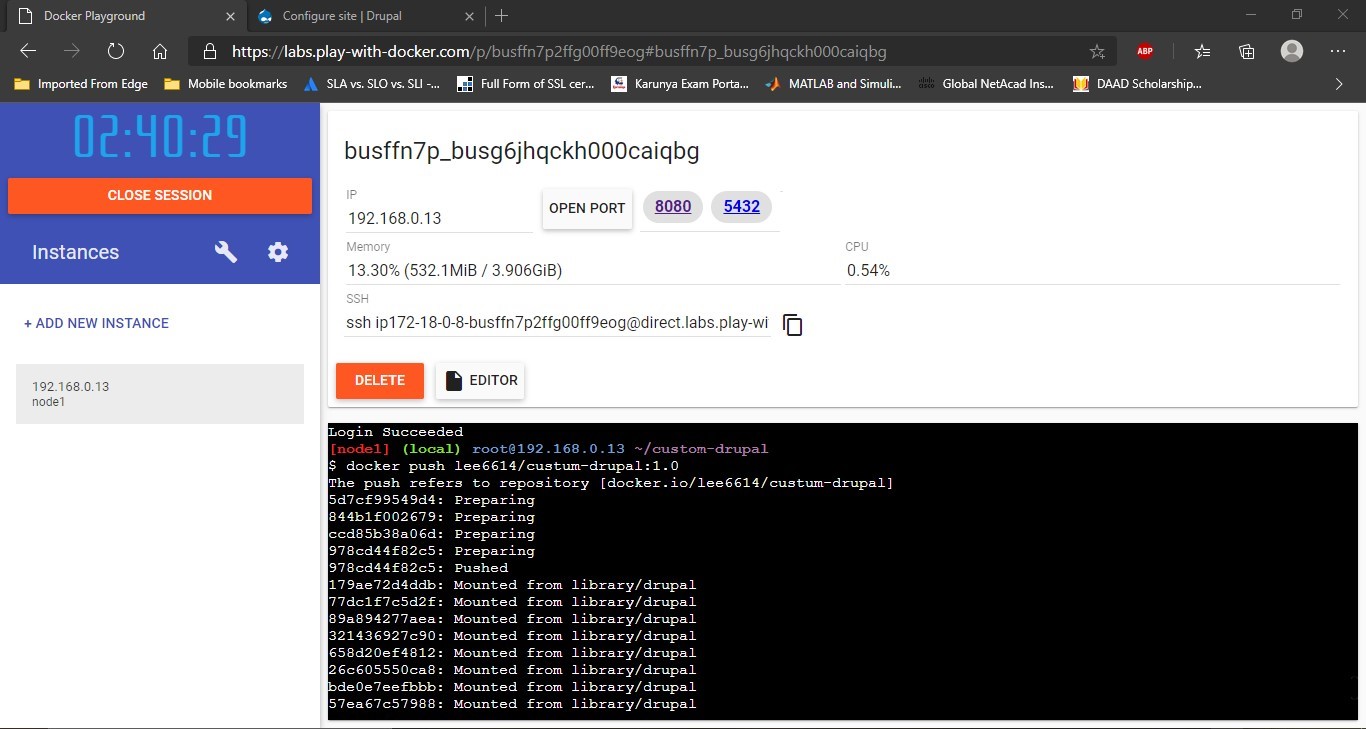 Docker Playground
Configure site | Drupal
https://labs.play-with-docker.com/p/busffn7p2ffg00ff9eog#busffn7p_busg6jhqckh000caiqbg
ABP
Imported From Edge
Mobile bookmarks
SLA vs. SLO vs. SLI -...
Full Form of SSL cer...
Karunya Exam Porta...
MATLAB and Simuli...
Global NetAcad Ins...
DAAD Scholarship...
02:40:29
CLOSE SESSION
Instances
+ ADD NEW INSTANCE
192.168.0.13
node1
busffn7p_busg6jhqckh000caiqbg
IP
192.168.0.13
OPEN PORT
8080
5432
Memory
13.30% (532.1MiB / 3.906GiB)
CPU
0.54%
SSH
ssh ip172-18-0-8-busffn7p2ffg00ff9eog@direct.labs.play-wi
DELETE
EDITOR
Login Succeeded
[node1] (local) root@192.168.0.13 ~/custom-drupal
$ docker push lee6614/custum-drupal:1.0
The push refers to repository [docker.io/lee6614/custum-drupal]
5d7cf99549d4: Preparing
844b1f002679: Preparing
ccd85b38a06d: Preparing
978cd44f82c5: Preparing
978cd44f82c5: Pushed
179ae72d4ddb: Mounted from library/drupal
77dc1f7c5d2f: Mounted from library/drupal
89a894277aea: Mounted from library/drupal
321436927c90: Mounted from library/drupal
658d20ef4812: Mounted from library/drupal
26c605550ca8: Mounted from library/drupal
bde0e7eefbbb: Mounted from library/drupal
57ea67c57988: Mounted from library/drupal